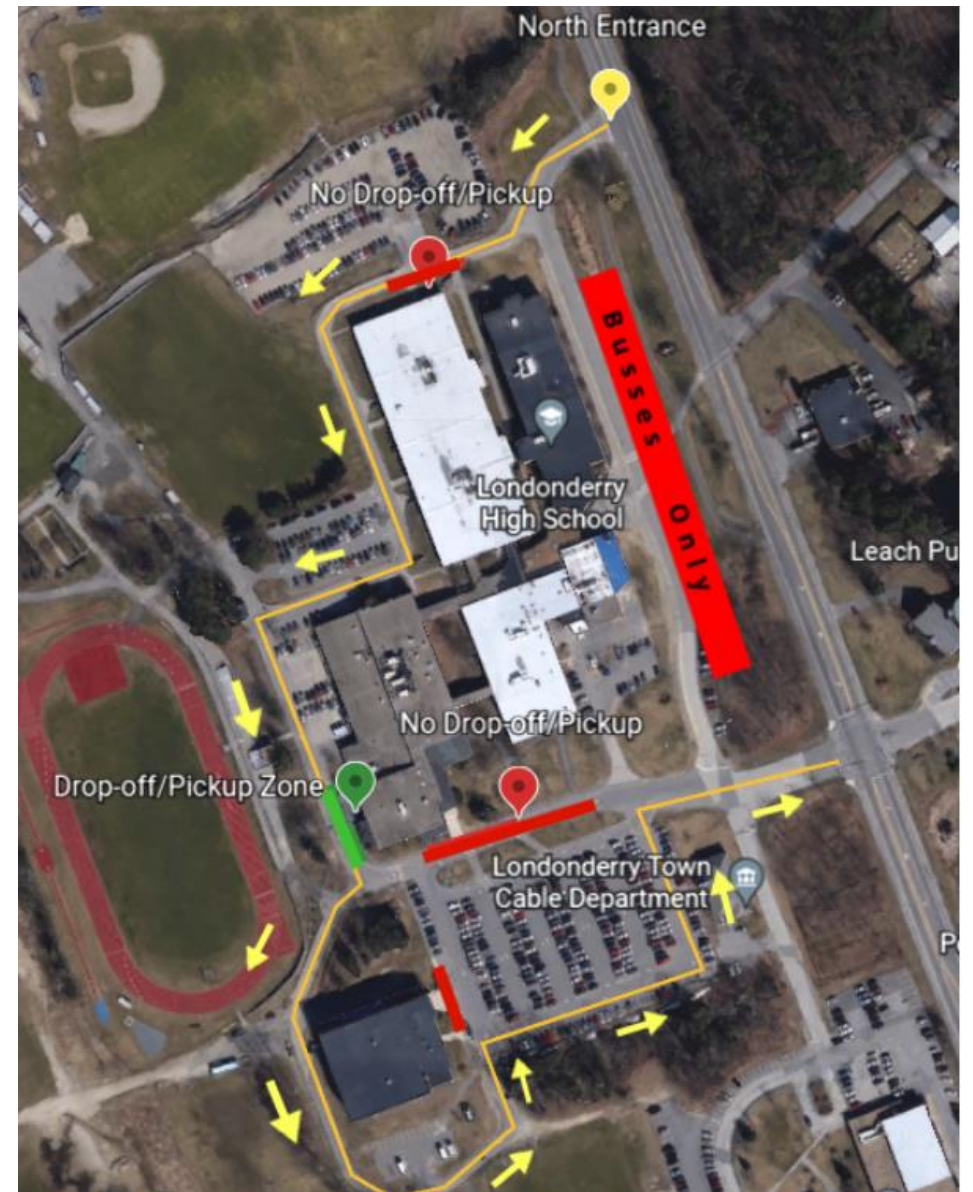 North Entrance
No Drop-off/Pickup
Busses Only
Londonderry
High School
Leach Pu
No Drop-off/Pickup
Drop-off/Pickup Zone
Londonderry Town
Cable Department
P